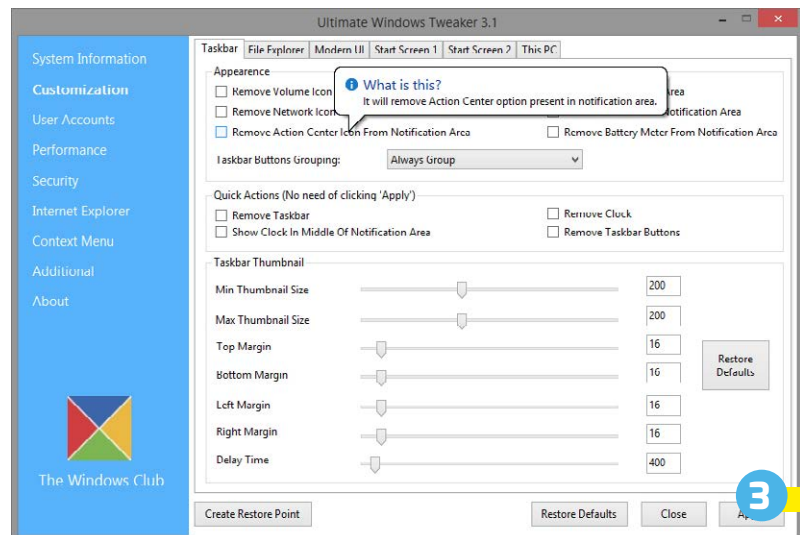 Ultimate Windows Tweaker 3.1
System Information
Customization
User Accounts
Performance
Security
Internet Explorer
Context Menu
Additional
About
The Windows Club
Taskbar File Explorer Modern UI Start Screen 1 Start Screen 2 This PC
Appearence
What is this?
It will remove Action Center option present in notification area.
Remove Volume Icon Area
Remove Network Icon Notification Area
Remove Action Center Icon From Notification Area Remove Battery Meter From Notification Area
Taskbar Buttons Grouping: Always Group
Quick Actions (No need of clicking 'Apply')
Remove Taskbar Remove Clock
Show Clock In Middle Of Notification Area Remove Taskbar Buttons
Taskbar Thumbnail
Min Thumbnail Size 200
Max Thumbnail Size 200
Top Margin 16
Bottom Margin 16
Restore
Defaults
Left Margin 16
Right Margin 16
Delay Time 400
Create Restore Point Restore Defaults Close
3